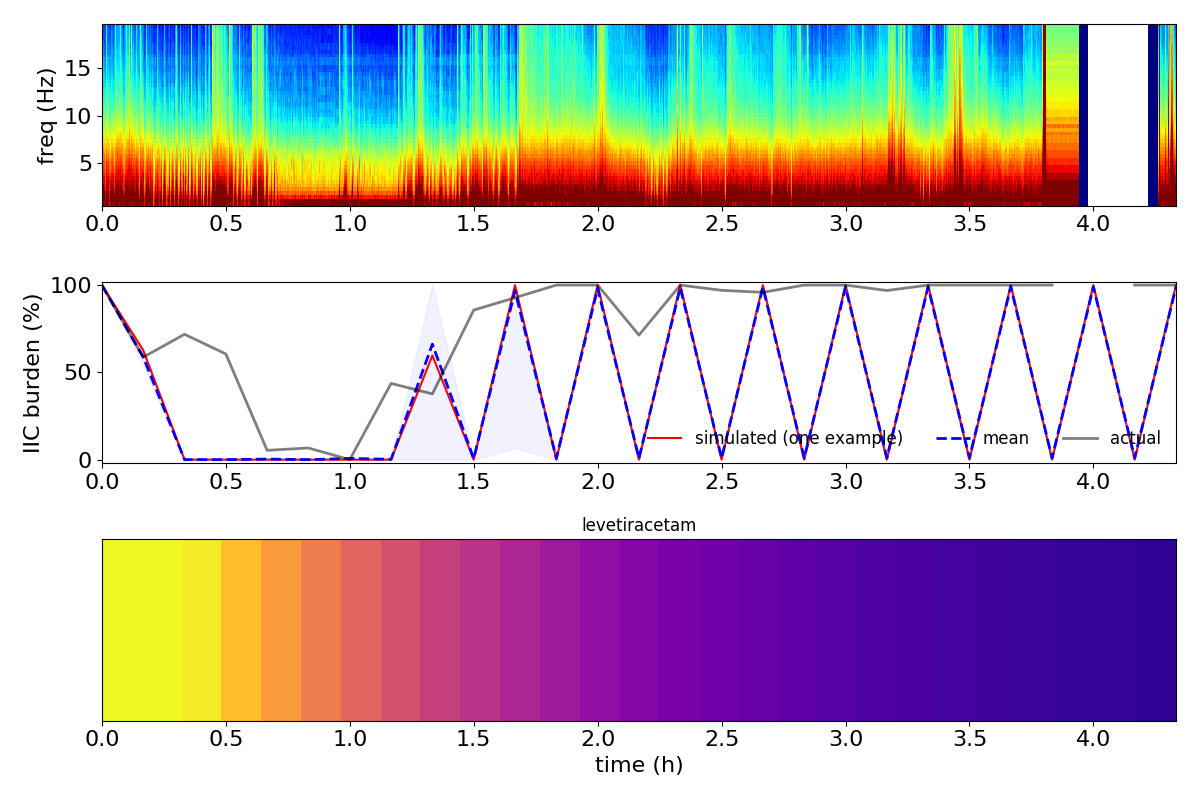 freq (Hz)
15
10
5
0.0 0.5 1.0 1.5 2.0 2.5 3.0 3.5 4.0
IIC burden (%)
100
50
0
simulated (one example) mean actual
0.0 0.5 1.0 1.5 2.0 2.5 3.0 3.5 4.0
levetiracetam
0.0 0.5 1.0 1.5 2.0 2.5 3.0 3.5 4.0
time (h)